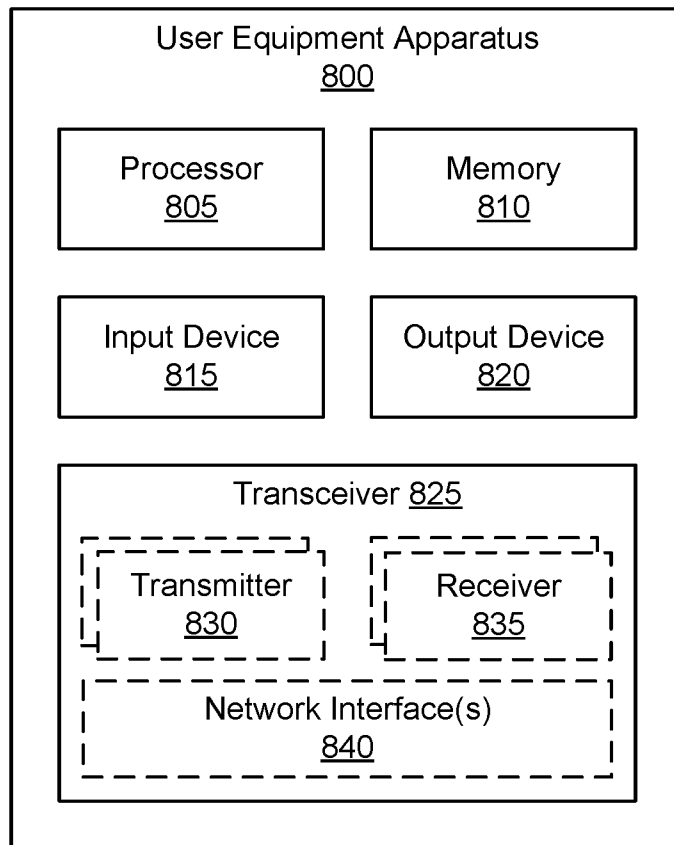 User Equipment Apparatus
800
Processor
805
Memory
810
Input Device
815
Output Device
820
Transceiver 825
Transmitter
830
Receiver
835
Network Interface(s)
840